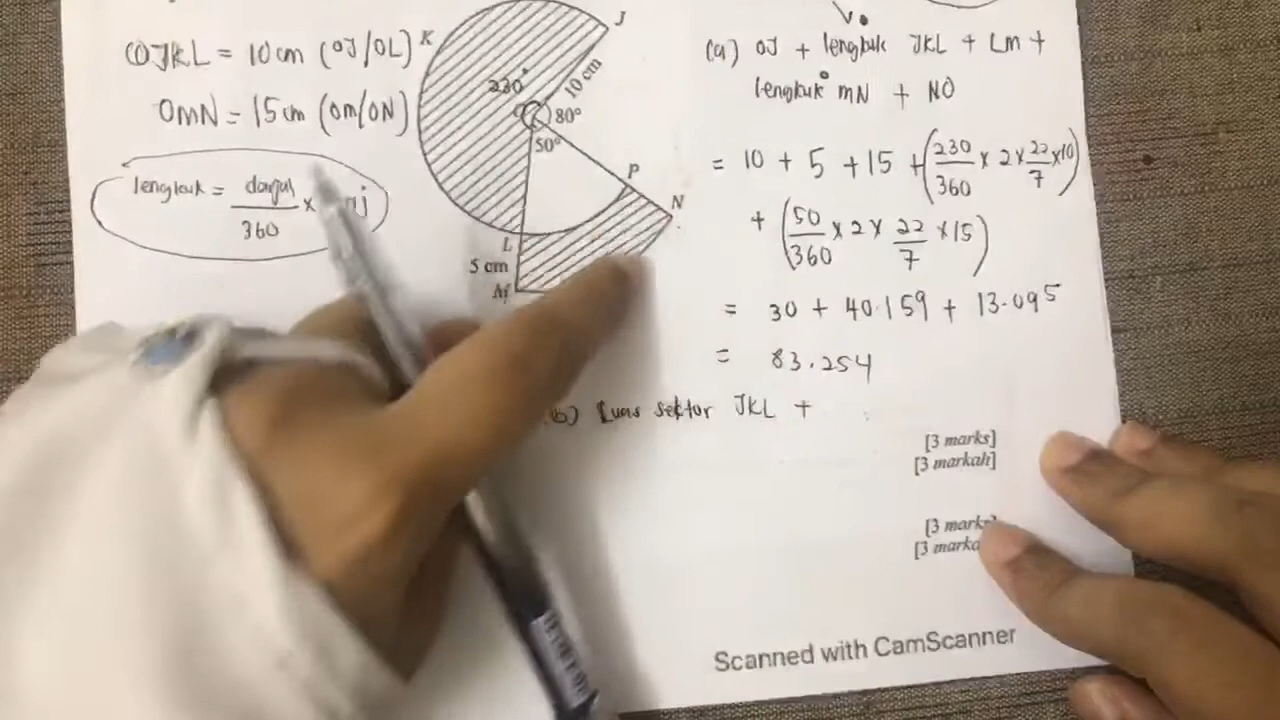 OJKL = 10 cm (OJ/OL)
OMN = 15 cm (OM/ON)
lengkuk = darjah/360 ×
K
J
230°
10 cm
80°
50°
P
N
L
5 cm
M
(a) OJ + lengkuk JKL + LM +
lengkuk MN + NO
= 10 + 5 + 15 + (230/360 × 2 × 22/7 × 10)
+ (50/360 × 2 × 22/7 × 15)
= 30 + 40.159 + 13.095
= 83.254
(b) Luas sektor JKL +
[3 marks]
[3 markah]
[3 marks]
Scanned with CamScanner